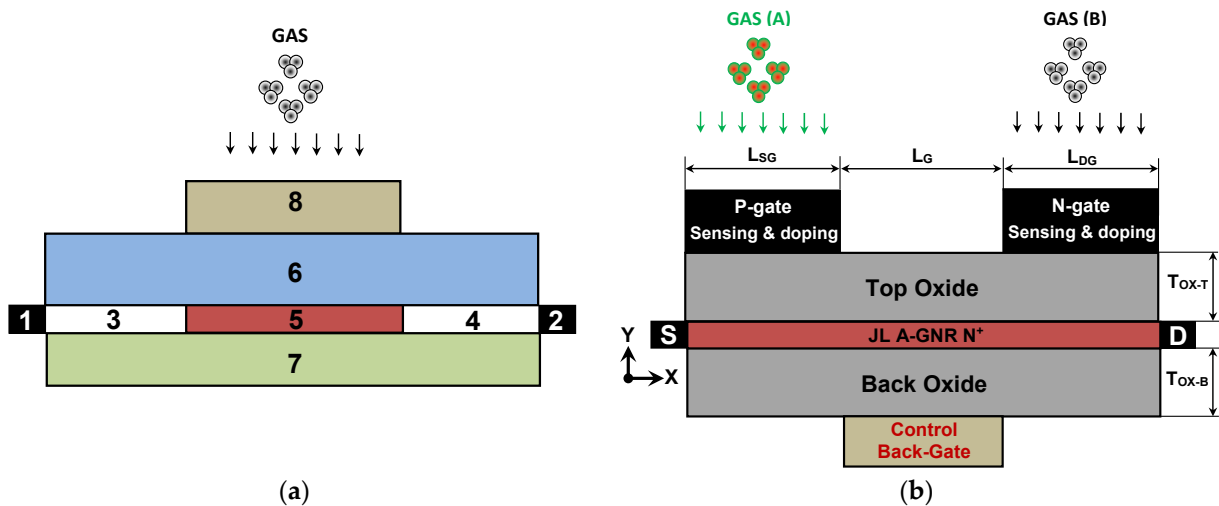 GAS
8
6
1
3
5
4
2
7
(a)
GAS (A)
GAS (B)
LSG
LG
LDG
P-gate
Sensing & doping
N-gate
Sensing & doping
Top Oxide
TOX-T
S
JL A-GNR N⁺
D
Y
X
Back Oxide
TOX-B
Control
Back-Gate
(b)